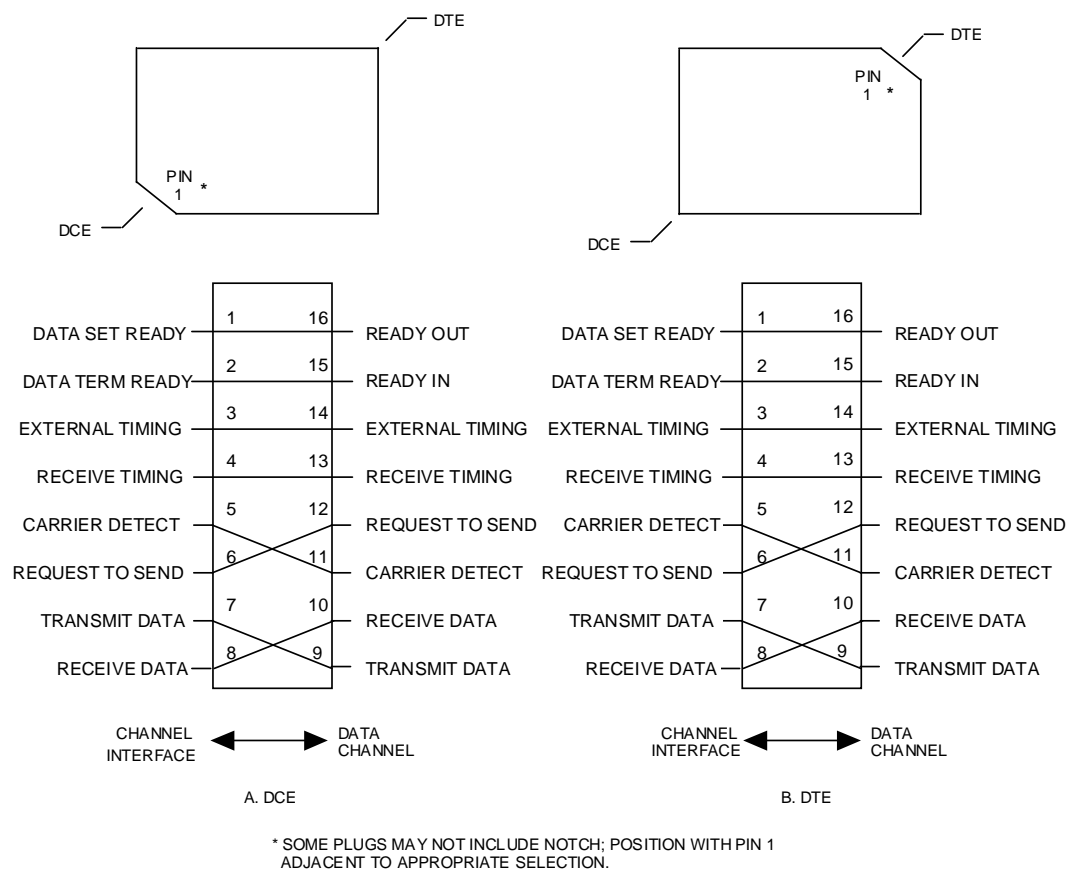 DTE
PIN
1 *
DCE
DTE
PIN
1 *
DCE
DATA SET READY 1 16 READY OUT
DATA TERM READY 2 15 READY IN
EXTERNAL TIMING 3 14 EXTERNAL TIMING
RECEIVE TIMING 4 13 RECEIVE TIMING
CARRIER DETECT 5 12 REQUEST TO SEND
REQUEST TO SEND 6 11 CARRIER DETECT
TRANSMIT DATA 7 10 RECEIVE DATA
RECEIVE DATA 8 9 TRANSMIT DATA
CHANNEL
INTERFACE
DATA
CHANNEL
A. DCE
DATA SET READY 1 16 READY OUT
DATA TERM READY 2 15 READY IN
EXTERNAL TIMING 3 14 EXTERNAL TIMING
RECEIVE TIMING 4 13 RECEIVE TIMING
CARRIER DETECT 5 12 REQUEST TO SEND
REQUEST TO SEND 6 11 CARRIER DETECT
TRANSMIT DATA 7 10 RECEIVE DATA
RECEIVE DATA 8 9 TRANSMIT DATA
CHANNEL
INTERFACE
DATA
CHANNEL
B. DTE
* SOME PLUGS MAY NOT INCLUDE NOTCH; POSITION WITH PIN 1
ADJACENT TO APPROPRIATE SELECTION.